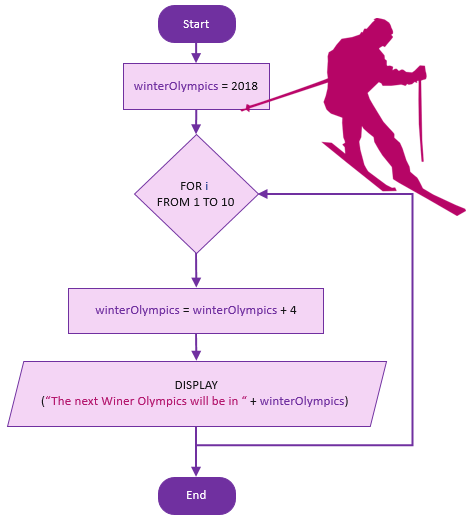 Start
winterOlympics = 2018
FOR i
FROM 1 TO 10
winterOlympics = winterOlympics + 4
DISPLAY
(“The next Winer Olympics will be in “ + winterOlympics)
End